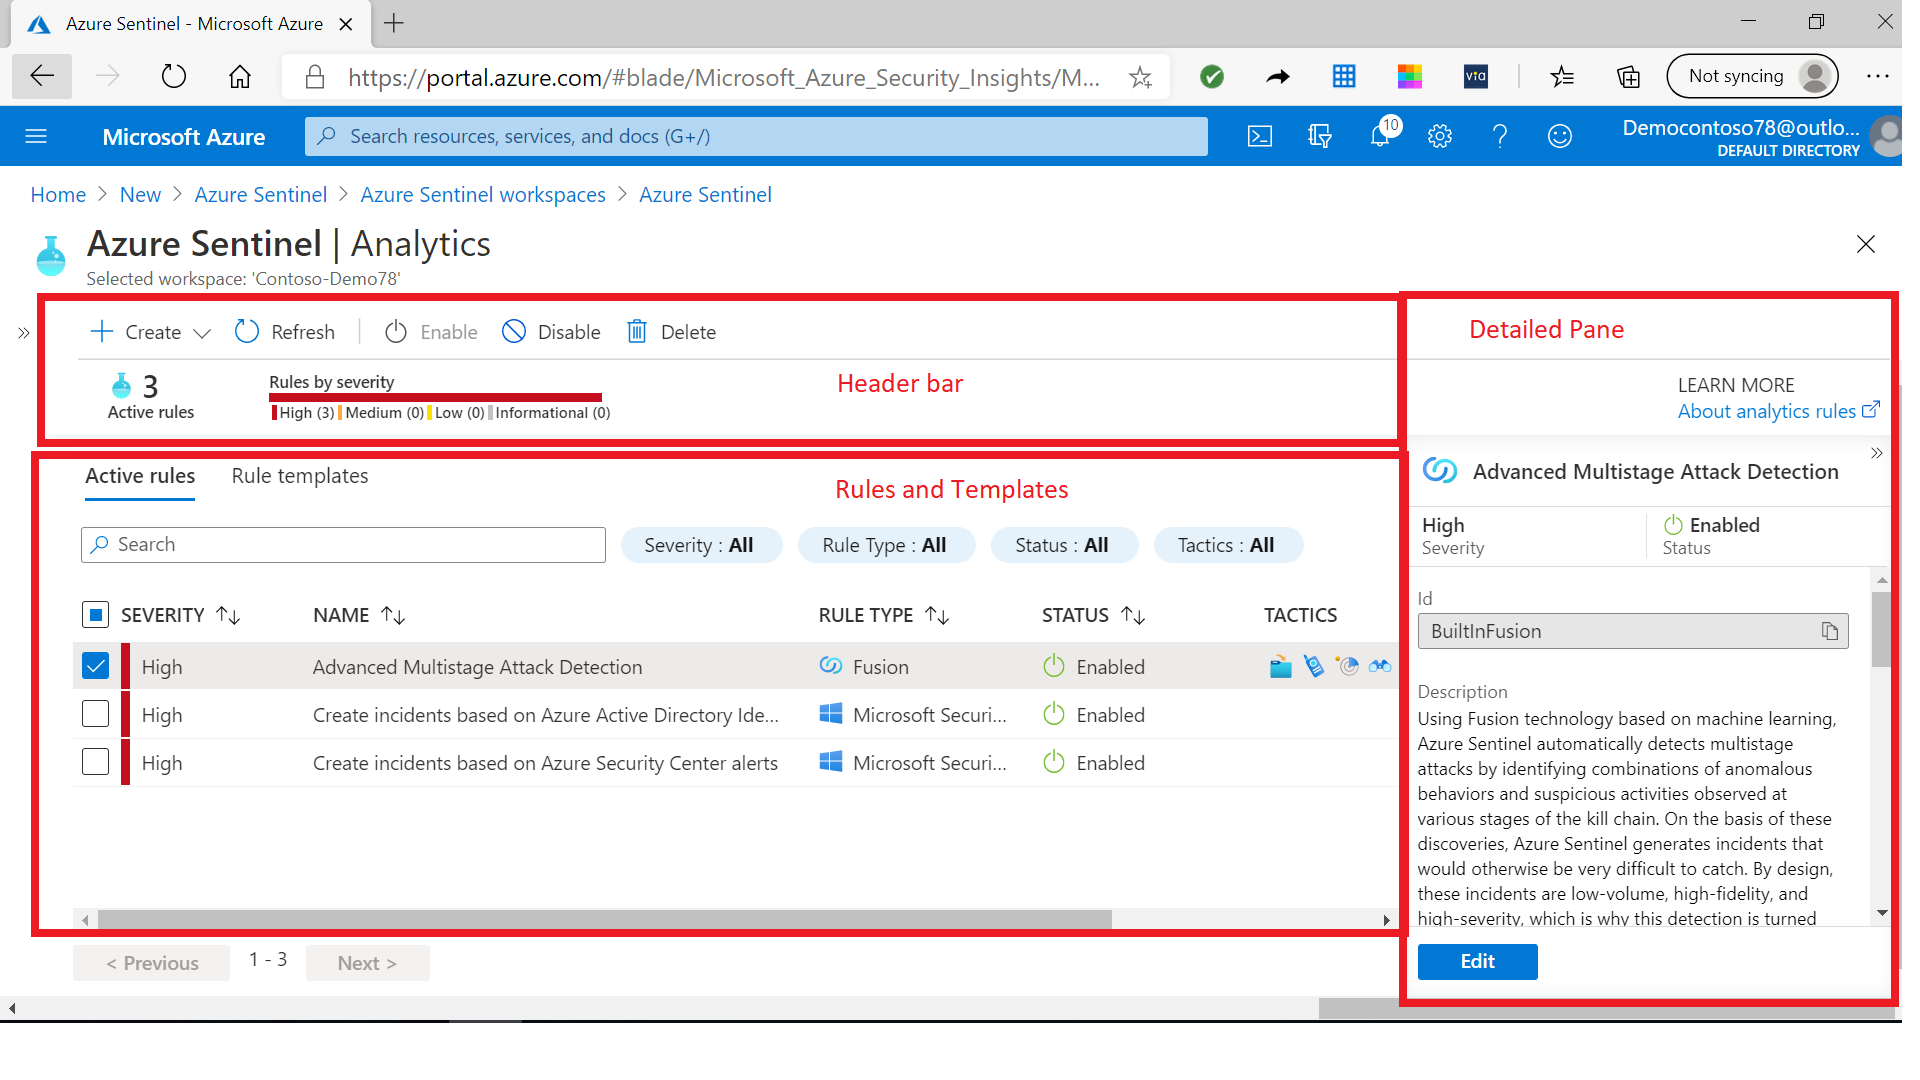 Azure Sentinel - Microsoft Azure
https://portal.azure.com/#blade/Microsoft_Azure_Security_Insights/M...
via
Not syncing
Microsoft Azure
Search resources, services, and docs (G+/)
10
Democontoso78@outlo...
DEFAULT DIRECTORY
Home > New > Azure Sentinel > Azure Sentinel workspaces > Azure Sentinel
Azure Sentinel | Analytics
Selected workspace: 'Contoso-Demo78'
Create Refresh Enable Disable Delete
3
Active rules
Rules by severity
High (3) Medium (0) Low (0) Informational (0)
Header bar
Active rules Rule templates
Rules and Templates
Search
Severity : All Rule Type : All Status : All Tactics : All
SEVERITY NAME RULE TYPE STATUS TACTICS
High Advanced Multistage Attack Detection Fusion Enabled
High Create incidents based on Azure Active Directory Ide... Microsoft Securi... Enabled
High Create incidents based on Azure Security Center alerts Microsoft Securi... Enabled
< Previous 1 - 3 Next >
Detailed Pane
LEARN MORE
About analytics rules
Advanced Multistage Attack Detection
High Enabled
Severity Status
Id
BuiltInFusion
Description
Using Fusion technology based on machine learning,
Azure Sentinel automatically detects multistage
attacks by identifying combinations of anomalous
behaviors and suspicious activities observed at
various stages of the kill chain. On the basis of these
discoveries, Azure Sentinel generates incidents that
would otherwise be very difficult to catch. By design,
these incidents are low-volume, high-fidelity, and
high-severity, which is why this detection is turned
Edit